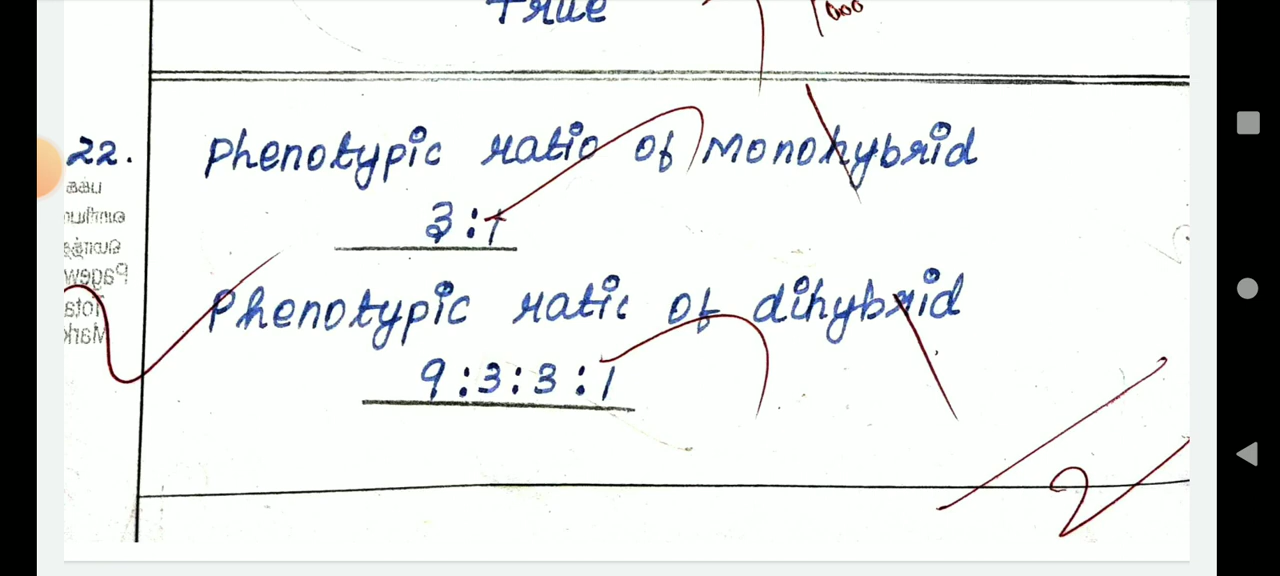 True
22. Phenotypic ratio of Monohybrid
3:1
Phenotypic ratio of dihybrid
9:3:3:1
2